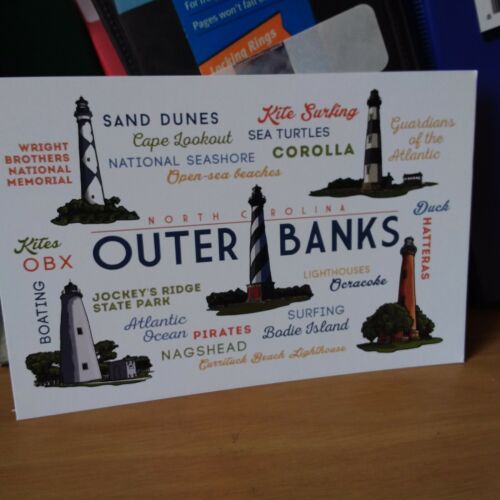 For fre
Pages won't fall
Locking Rings
SAND DUNES
Kite Surfing
Cape Lookout
SEA TURTLES
Guardians
of the
Atlantic
WRIGHT
BROTHERS
NATIONAL
MEMORIAL
NATIONAL SEASHORE
COROLLA
Open-sea beaches
NORTH CAROLINA
OUTER BANKS
Duck
HATTERAS
Kites
OBX
BOATING
JOCKEY'S RIDGE
STATE PARK
LIGHTHOUSES
Ocracoke
Atlantic
Ocean
PIRATES
SURFING
Bodie Island
NAGSHEAD
Currituck Beach Lighthouse